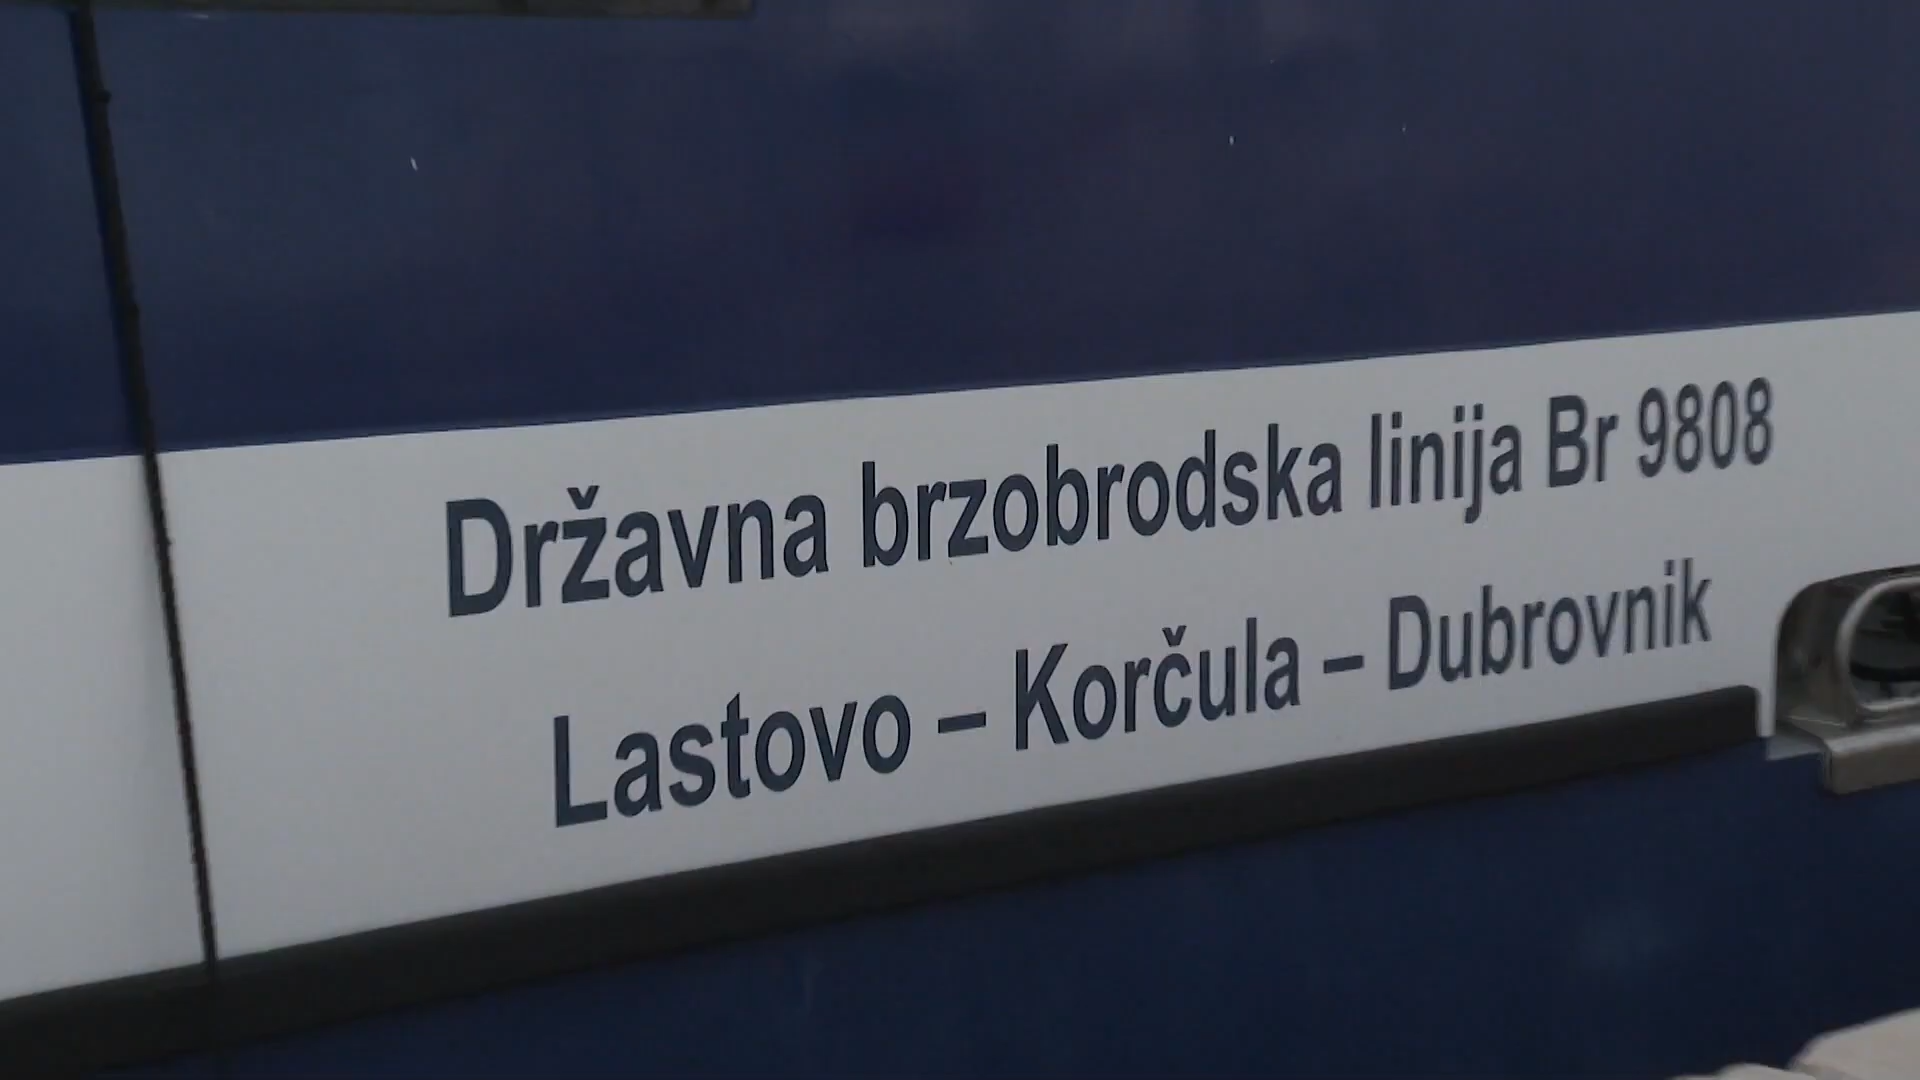 Državna brzobrodska linija Br 9808
Lastovo – Korčula – Dubrovnik